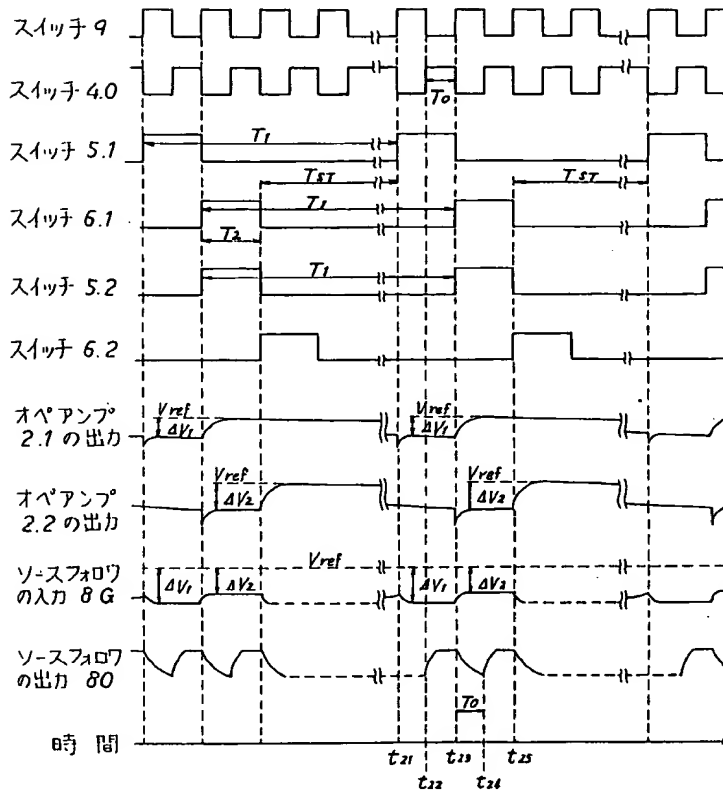 スイッチ 9
スイッチ 4.0
To
スイッチ 5.1
T1
TST TST
スイッチ 6.1
T1
T2
スイッチ 5.2
T1
スイッチ 6.2
オペアンプ
2.1 の出力
Vref Vref
ΔV1 ΔV1
オペアンプ
2.2 の出力
Vref Vref
ΔV2 ΔV2
ソースフォロワ
の入力 8G
Vref
ΔV1 ΔV2 ΔV1 ΔV2
ソースフォロワ
の出力 80
To
時間
t21 t23 t25
t22 t24